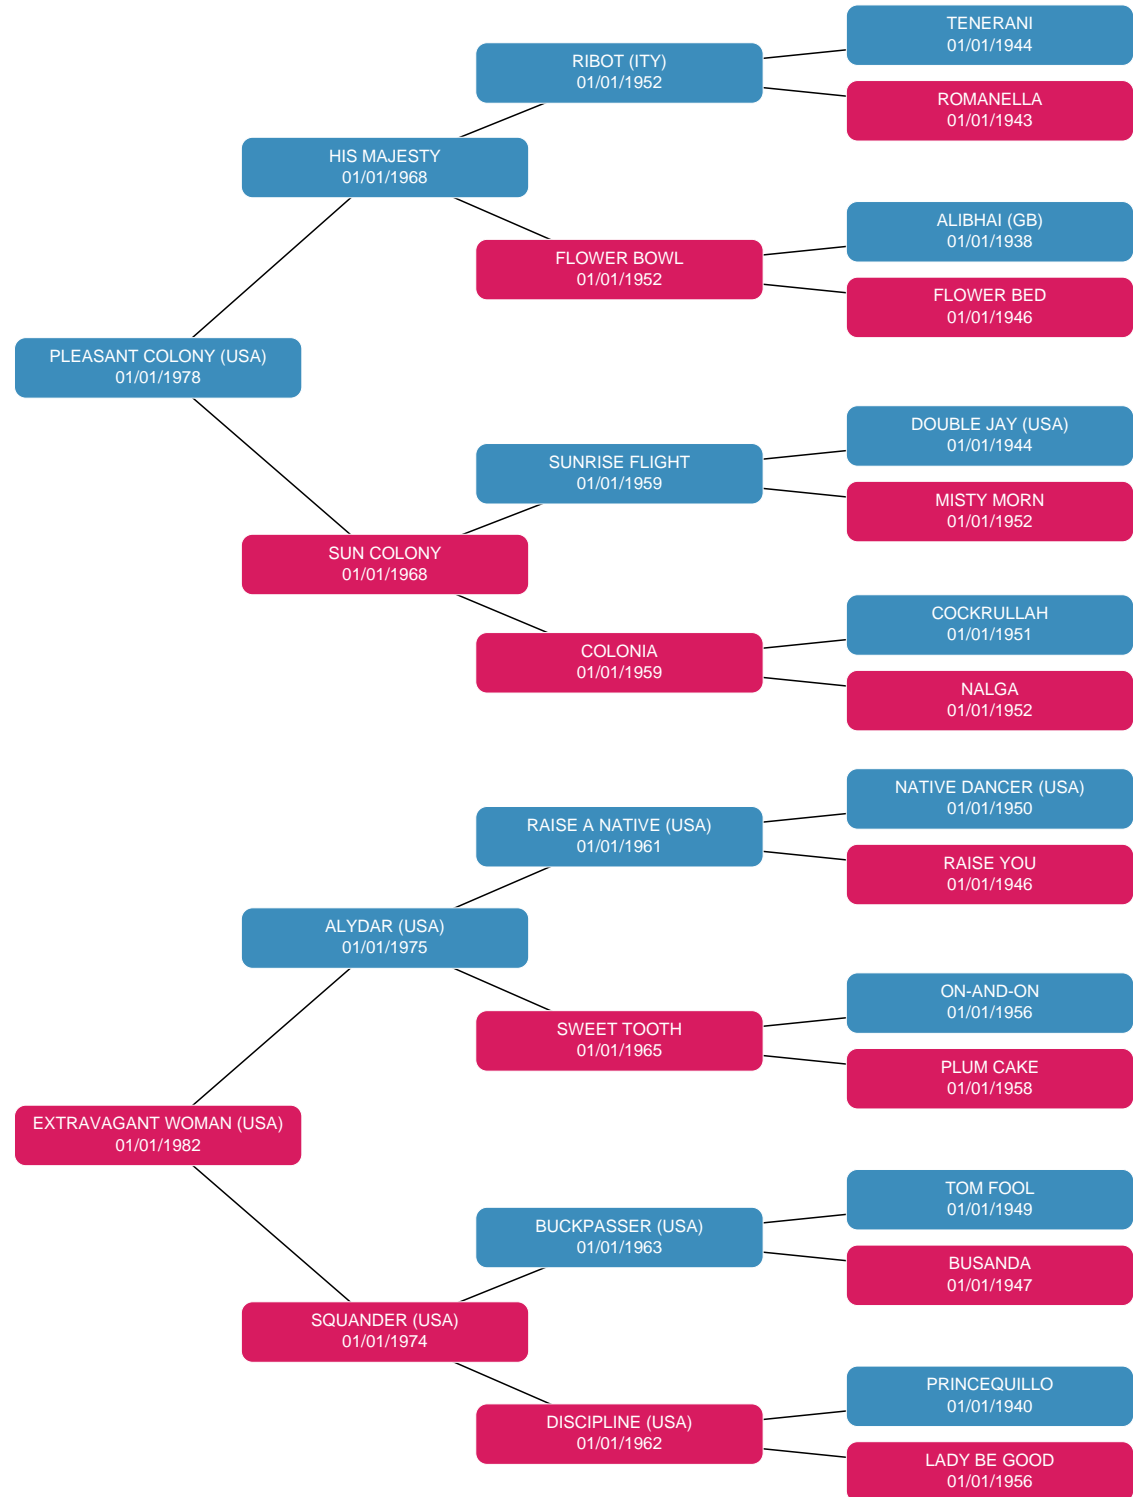 TENERANI
01/01/1944
RIBOT (ITY)
01/01/1952
ROMANELLA
01/01/1943
HIS MAJESTY
01/01/1968
ALIBHAI (GB)
01/01/1938
FLOWER BOWL
01/01/1952
FLOWER BED
01/01/1946
PLEASANT COLONY (USA)
01/01/1978
DOUBLE JAY (USA)
01/01/1944
SUNRISE FLIGHT
01/01/1959
MISTY MORN
01/01/1952
SUN COLONY
01/01/1968
COCKRULLAH
01/01/1951
COLONIA
01/01/1959
NALGA
01/01/1952
NATIVE DANCER (USA)
01/01/1950
RAISE A NATIVE (USA)
01/01/1961
RAISE YOU
01/01/1946
ALYDAR (USA)
01/01/1975
ON-AND-ON
01/01/1956
SWEET TOOTH
01/01/1965
PLUM CAKE
01/01/1958
EXTRAVAGANT WOMAN (USA)
01/01/1982
TOM FOOL
01/01/1949
BUCKPASSER (USA)
01/01/1963
BUSANDA
01/01/1947
SQUANDER (USA)
01/01/1974
PRINCEQUILLO
01/01/1940
DISCIPLINE (USA)
01/01/1962
LADY BE GOOD
01/01/1956